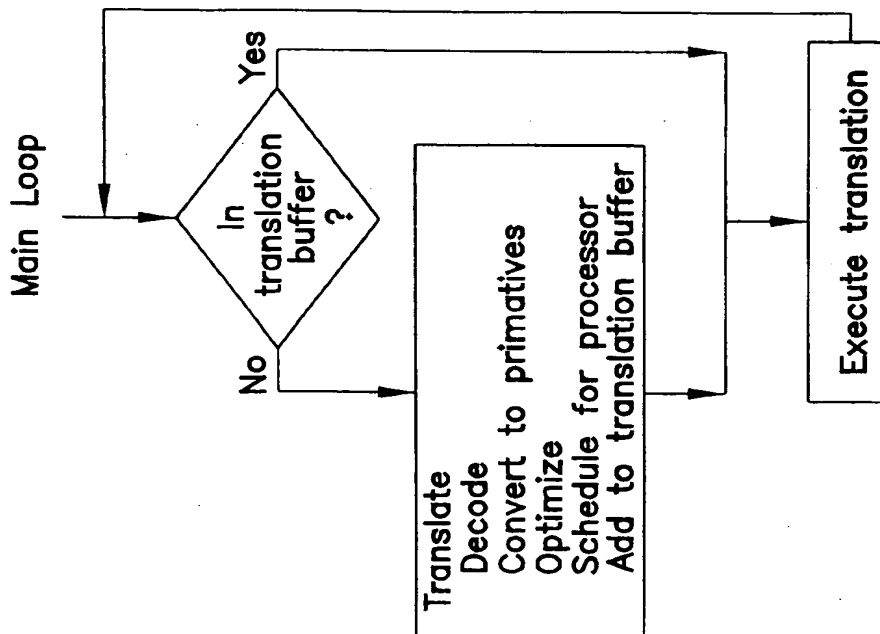 Main Loop
In
translation
buffer
?
Yes
No
Translate
Decode
Convert to primatives
Optimize
Schedule for processor
Add to translation buffer
Execute translation